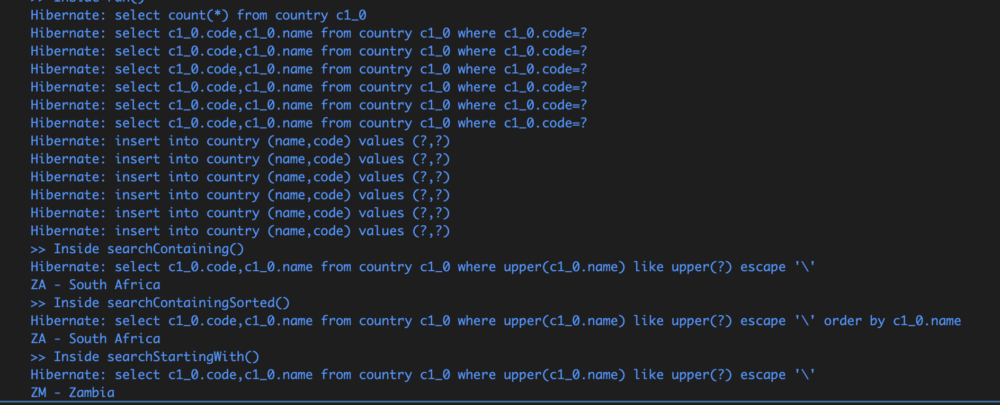 >> Inside run()
Hibernate: select count(*) from country c1_0
Hibernate: select c1_0.code,c1_0.name from country c1_0 where c1_0.code=?
Hibernate: select c1_0.code,c1_0.name from country c1_0 where c1_0.code=?
Hibernate: select c1_0.code,c1_0.name from country c1_0 where c1_0.code=?
Hibernate: select c1_0.code,c1_0.name from country c1_0 where c1_0.code=?
Hibernate: select c1_0.code,c1_0.name from country c1_0 where c1_0.code=?
Hibernate: select c1_0.code,c1_0.name from country c1_0 where c1_0.code=?
Hibernate: insert into country (name,code) values (?,?)
Hibernate: insert into country (name,code) values (?,?)
Hibernate: insert into country (name,code) values (?,?)
Hibernate: insert into country (name,code) values (?,?)
Hibernate: insert into country (name,code) values (?,?)
Hibernate: insert into country (name,code) values (?,?)
>> Inside searchContaining()
Hibernate: select c1_0.code,c1_0.name from country c1_0 where upper(c1_0.name) like upper(?) escape '\'
ZA - South Africa
>> Inside searchContainingSorted()
Hibernate: select c1_0.code,c1_0.name from country c1_0 where upper(c1_0.name) like upper(?) escape '\' order by c1_0.name
ZA - South Africa
>> Inside searchStartingWith()
Hibernate: select c1_0.code,c1_0.name from country c1_0 where upper(c1_0.name) like upper(?) escape '\'
ZM - Zambia